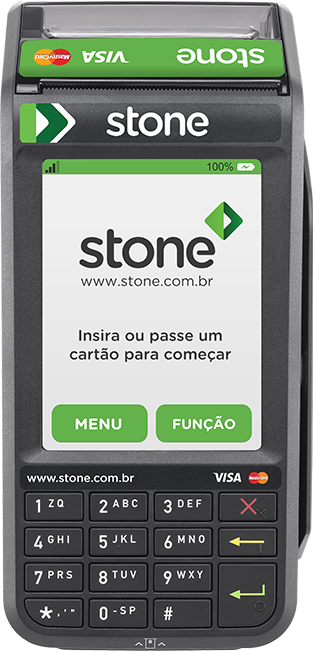 stone VISA MasterCard
stone
100%
stone
www.stone.com.br
Insira ou passe um
cartão para começar
MENU FUNÇÃO
www.stone.com.br VISA MasterCard
1 ZQ 2 ABC 3 DEF
4 GHI 5 JKL 6 MNO
7 PRS 8 TUV 9 WXY
* ,'" 0 -SP #